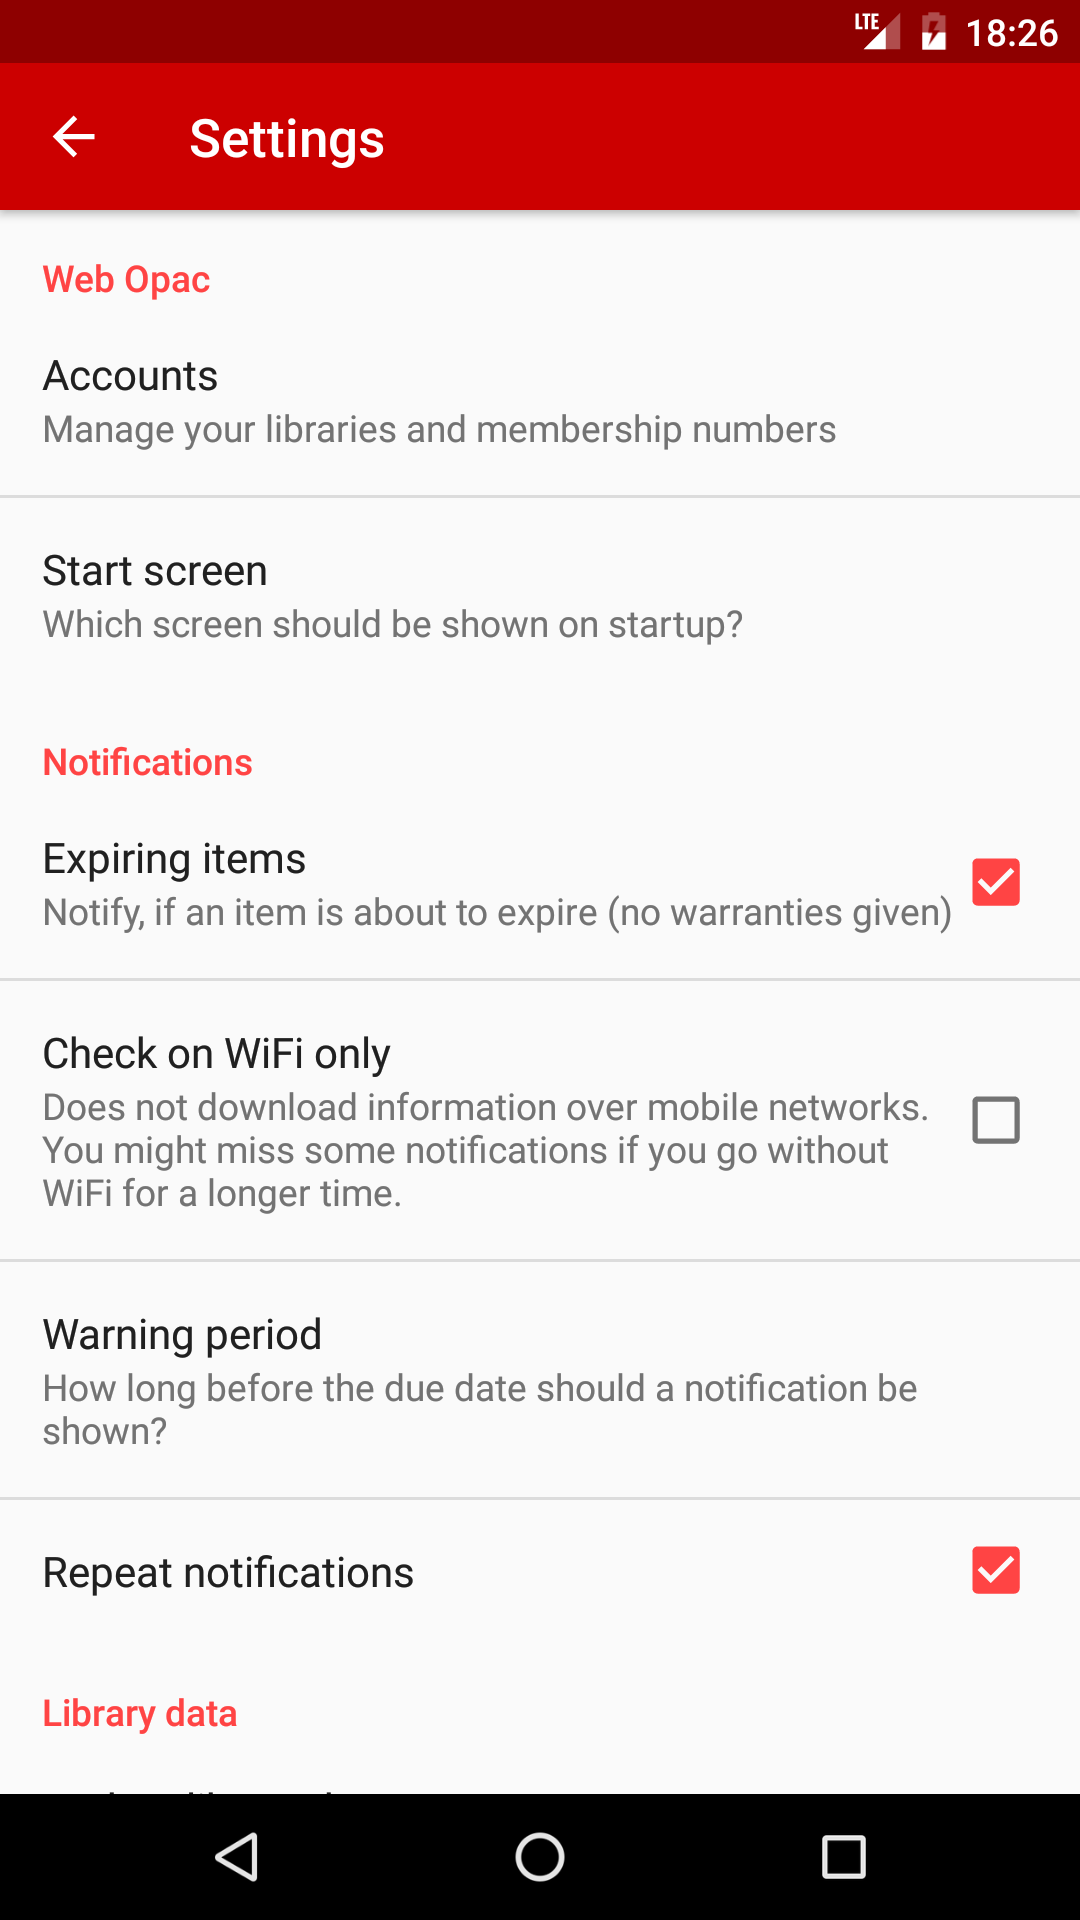 LTE 18:26
Settings
Web Opac
Accounts
Manage your libraries and membership numbers
Start screen
Which screen should be shown on startup?
Notifications
Expiring items
Notify, if an item is about to expire (no warranties given)
Check on WiFi only
Does not download information over mobile networks.
You might miss some notifications if you go without
WiFi for a longer time.
Warning period
How long before the due date should a notification be
shown?
Repeat notifications
Library data